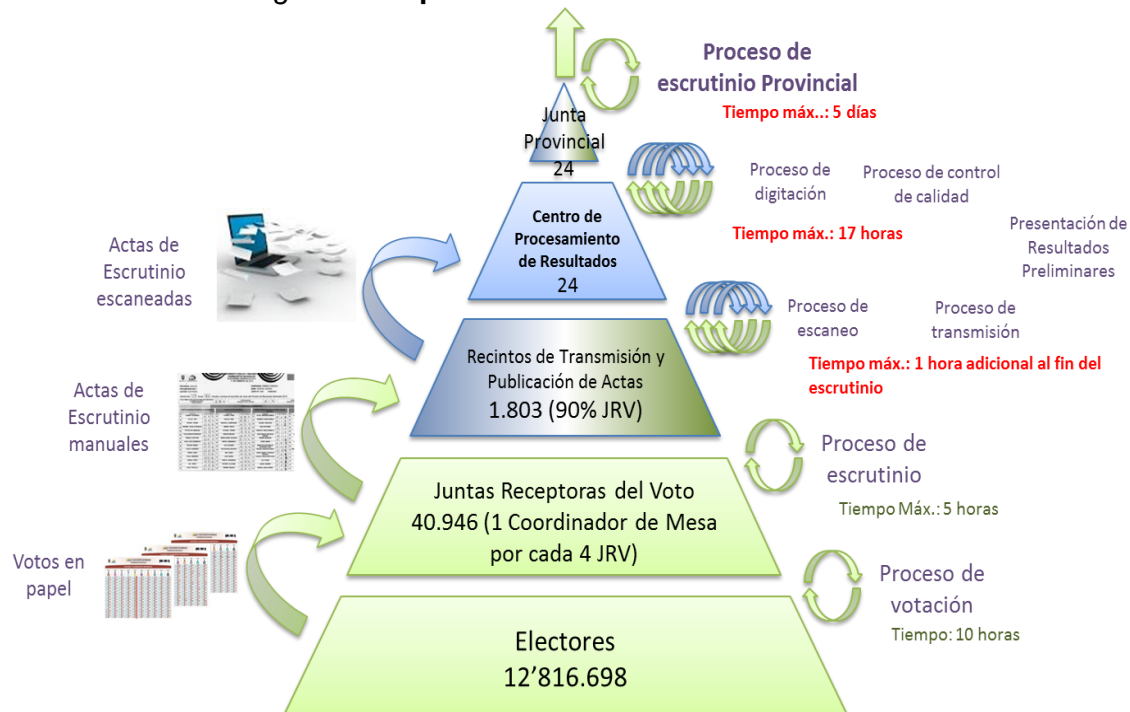 Proceso de
escrutinio Provincial
Tiempo máx..: 5 días
Junta
Provincial
24
Proceso de
digitación
Proceso de control
de calidad
Tiempo máx.: 17 horas
Presentación de
Resultados
Preliminares
Centro de
Procesamiento
de Resultados
24
Actas de
Escrutinio
escaneadas
Proceso de
escaneo
Proceso de
transmisión
Tiempo máx.: 1 hora adicional al fin del
escrutinio
Recintos de Transmisión y
Publicación de Actas
1.803 (90% JRV)
Actas de
Escrutinio
manuales
Proceso de
escrutinio
Tiempo Máx.: 5 horas
Juntas Receptoras del Voto
40.946 (1 Coordinador de Mesa
por cada 4 JRV)
Votos en
papel
Proceso de
votación
Tiempo: 10 horas
Electores
12’816.698